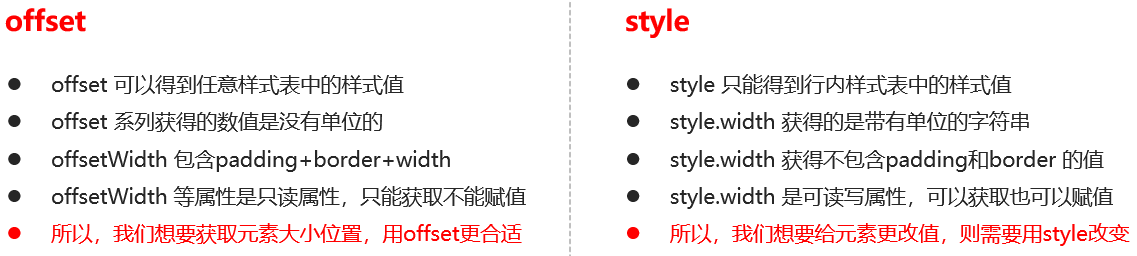 offset
● offset 可以得到任意样式表中的样式值
● offset 系列获得的数值是没有单位的
● offsetWidth 包含padding+border+width
● offsetWidth 等属性是只读属性，只能获取不能赋值
● 所以，我们想要获取元素大小位置，用offset更合适
style
● style 只能得到行内样式表中的样式值
● style.width 获得的是带有单位的字符串
● style.width 获得不包含padding和border 的值
● style.width 是可读写属性，可以获取也可以赋值
● 所以，我们想要给元素更改值，则需要用style改变